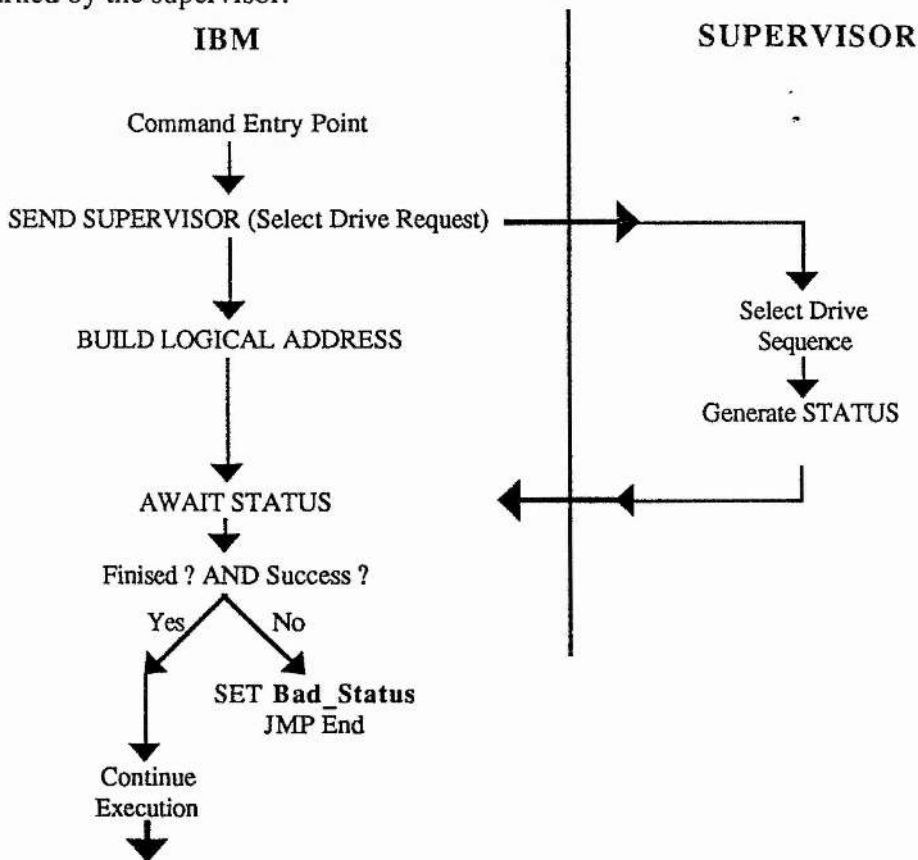 by the supervisor.
IBM
SUPERVISOR
Command Entry Point
SEND SUPERVISOR (Select Drive Request)
BUILD LOGICAL ADDRESS
Select Drive
Sequence
Generate STATUS
AWAIT STATUS
Finised ? AND Success ?
Yes
No
SET Bad_Status
JMP End
Continue
Execution